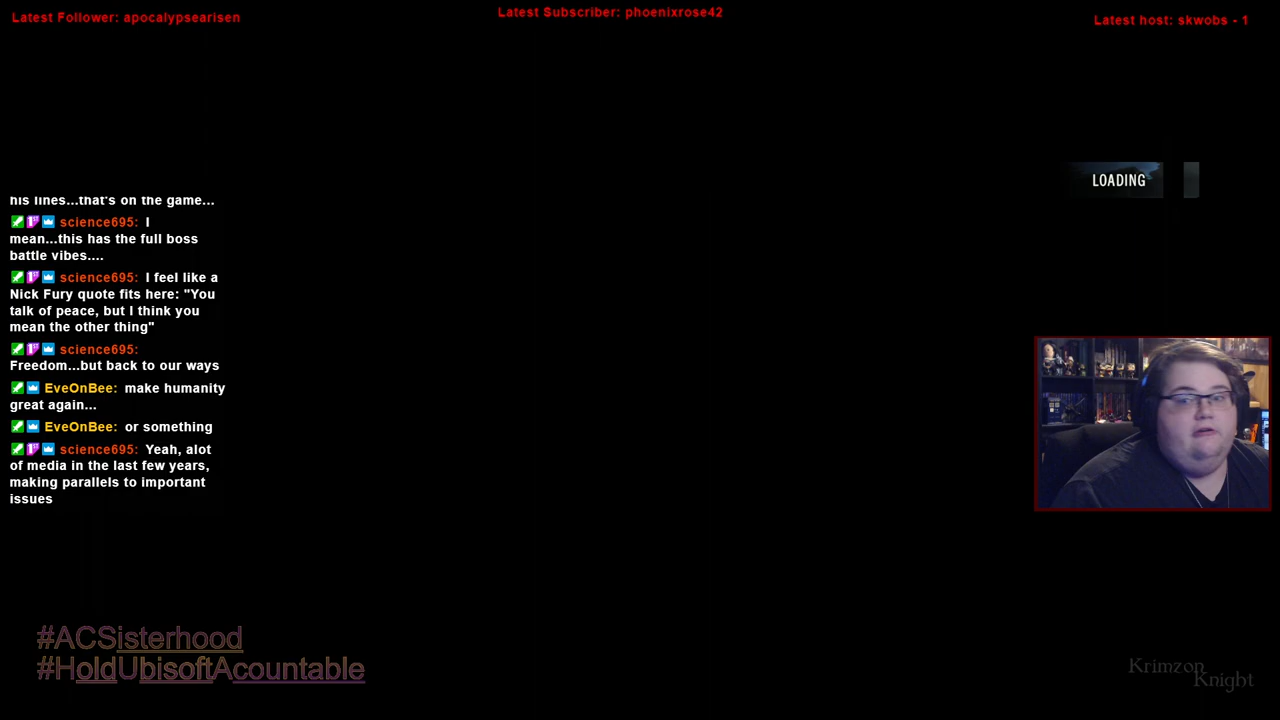 Latest Follower: apocalypsearisen
Latest Subscriber: phoenixrose42
Latest host: skwobs - 1
LOADING
his lines...that's on the game...
science695: I
mean...this has the full boss
battle vibes....
science695: I feel like a
Nick Fury quote fits here: "You
talk of peace, but I think you
mean the other thing"
science695:
Freedom...but back to our ways
EveOnBee: make humanity
great again...
EveOnBee: or something
science695: Yeah, alot
of media in the last few years,
making parallels to important
issues
#ACSisterhood
#HoldUbisoftAcountable
Krimzon
Knight